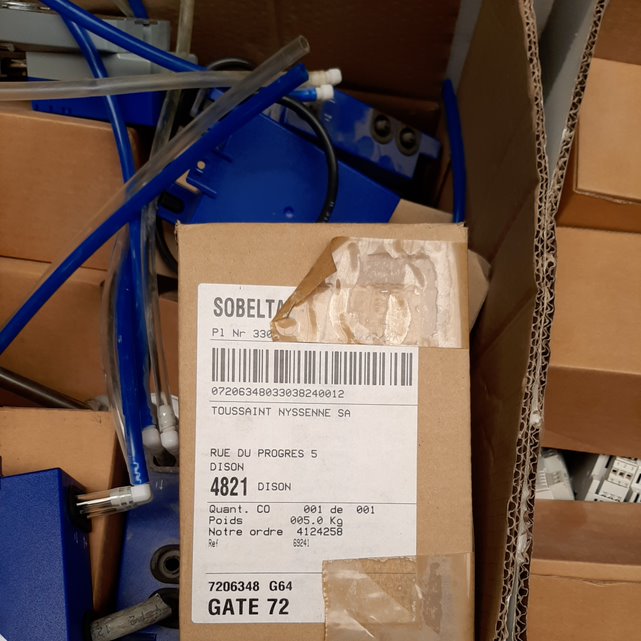 SOBELTA
Pl Nr 330
07206348033038240012
TOUSSAINT NYSSENNE SA
RUE DU PROGRES 5
DISON
4821 DISON
Quant. CO 001 de 001
Poids 005.0 Kg
Notre ordre 4124258
Ref 69241
7206348 G64
GATE 72